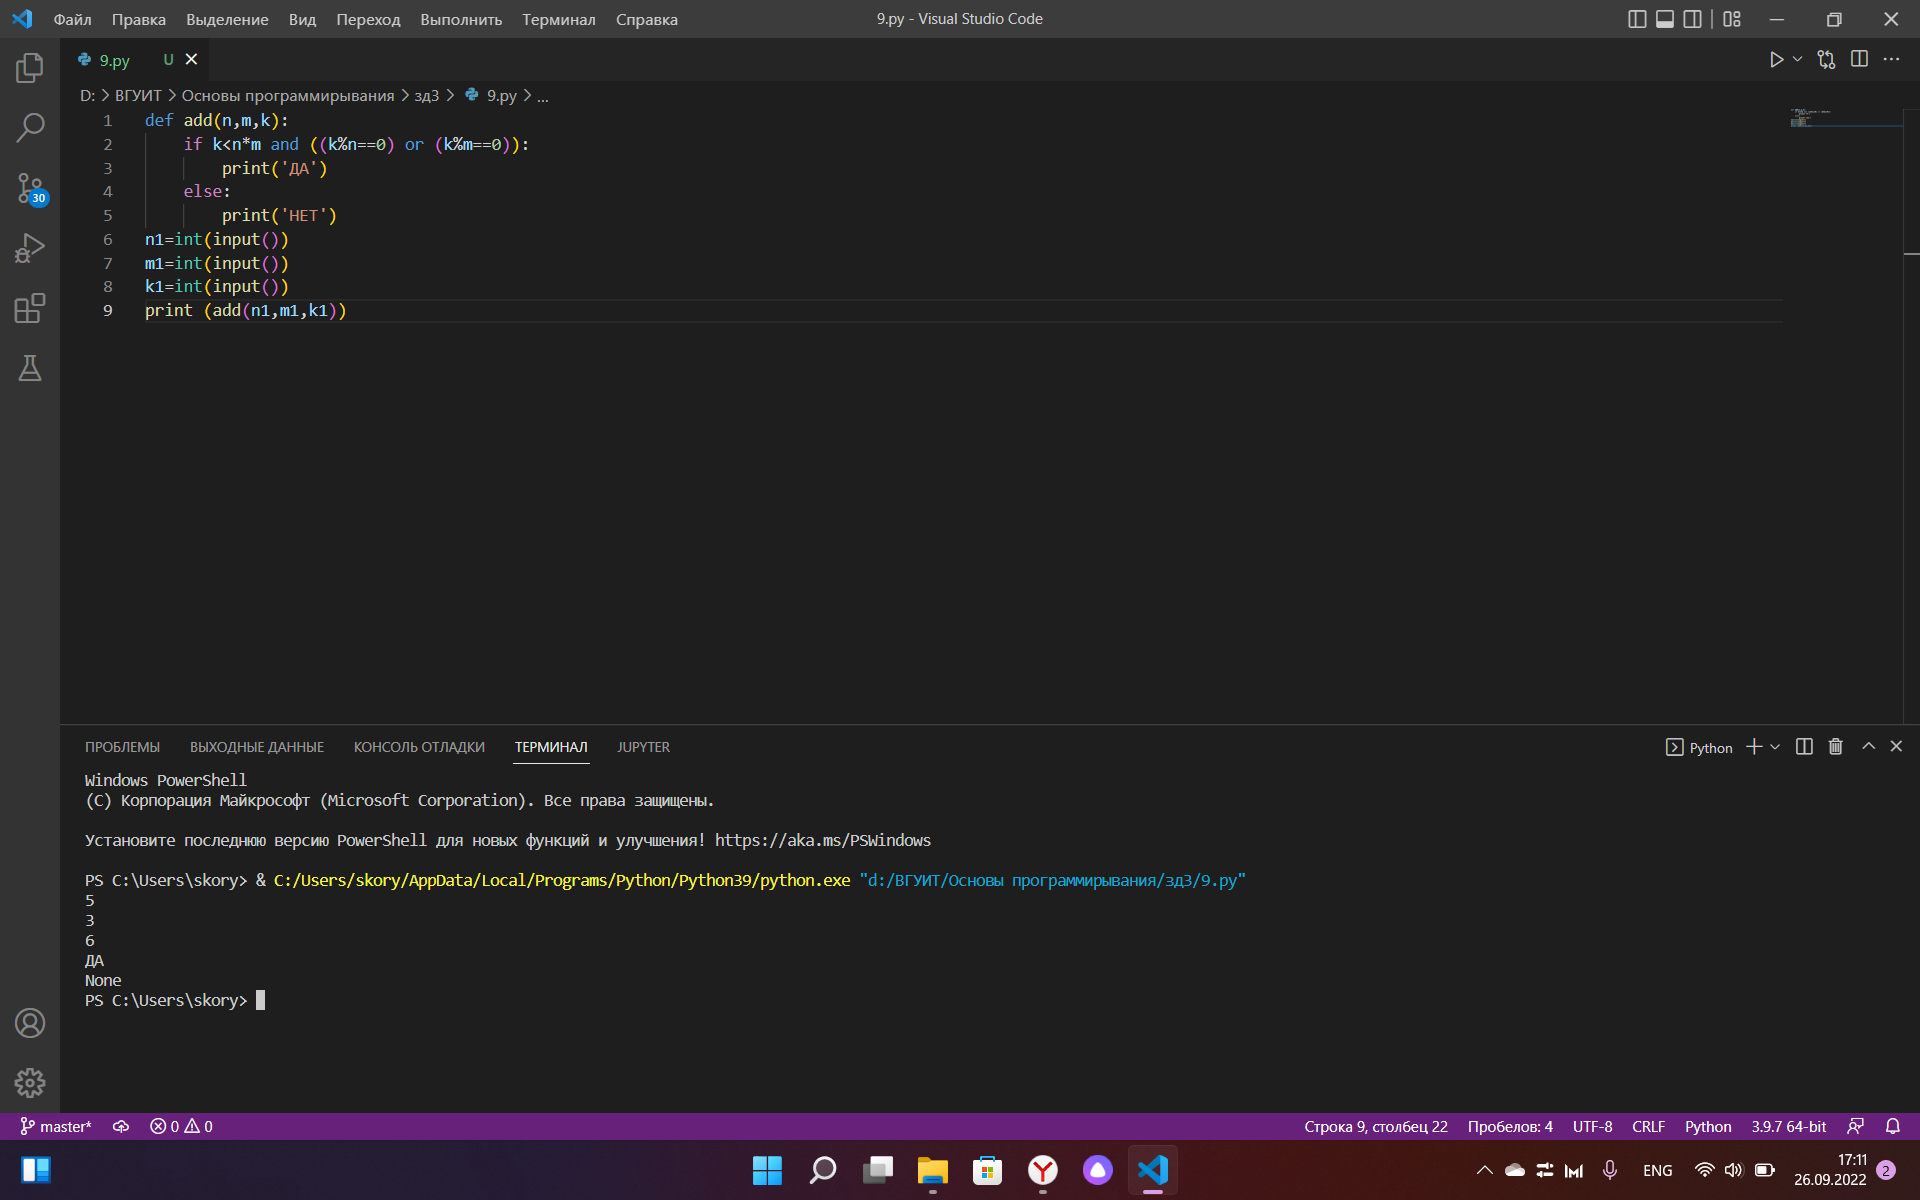 Файл Правка Выделение Вид Переход Выполнить Терминал Справка 9.py - Visual Studio Code
9.py U
D: > ВГУИТ > Основы программирывания > зд3 > 9.py > ...
1 def add(n,m,k):
2 if k<n*m and ((k%n==0) or (k%m==0)):
3 print('ДА')
4 else:
5 print('НЕТ')
6 n1=int(input())
7 m1=int(input())
8 k1=int(input())
9 print (add(n1,m1,k1))
30
ПРОБЛЕМЫ ВЫХОДНЫЕ ДАННЫЕ КОНСОЛЬ ОТЛАДКИ ТЕРМИНАЛ JUPYTER Python
Windows PowerShell
(C) Корпорация Майкрософт (Microsoft Corporation). Все права защищены.
Установите последнюю версию PowerShell для новых функций и улучшения! https://aka.ms/PSWindows
PS C:\Users\skory> & C:/Users/skory/AppData/Local/Programs/Python/Python39/python.exe "d:/ВГУИТ/Основы программирывания/зд3/9.py"
5
3
6
ДА
None
PS C:\Users\skory>
master* 0 0 Строка 9, столбец 22 Пробелов: 4 UTF-8 CRLF Python 3.9.7 64-bit
ENG 17:11
26.09.2022 2